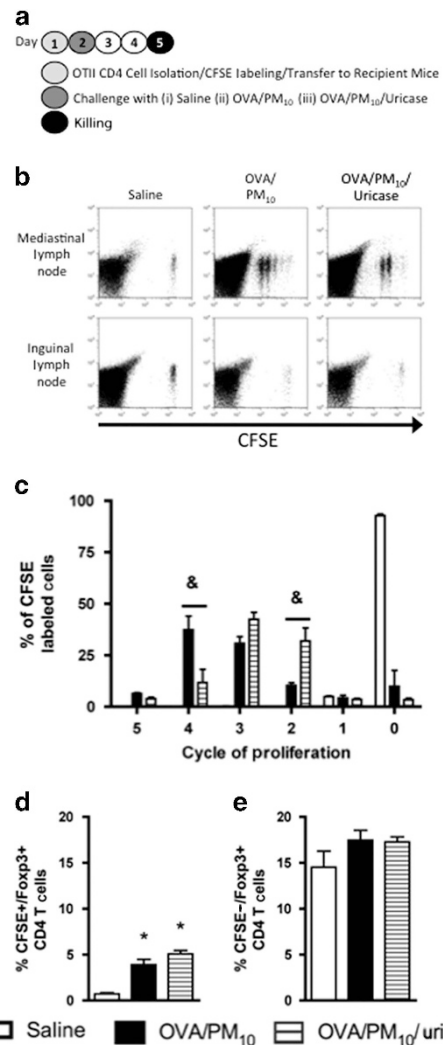 a
Day 1 2 3 4 5
OTII CD4 Cell Isolation/CFSE labeling/Transfer to Recipient Mice
Challenge with (i) Saline (ii) OVA/PM10 (iii) OVA/PM10/Uricase
Killing
b
Saline
OVA/
PM10
OVA/PM10/
Uricase
Mediastinal
lymph
node
Inguinal
lymph
node
CFSE
c
% of CFSE
labeled cells
100
75
50
25
0
&
&
5 4 3 2 1 0
Cycle of proliferation
d
% CFSE+/Foxp3+
CD4 T cells
20
15
10
5
0
*
*
e
% CFSE−/Foxp3+
CD4 T cells
20
15
10
5
0
Saline OVA/PM10 OVA/PM10/uri